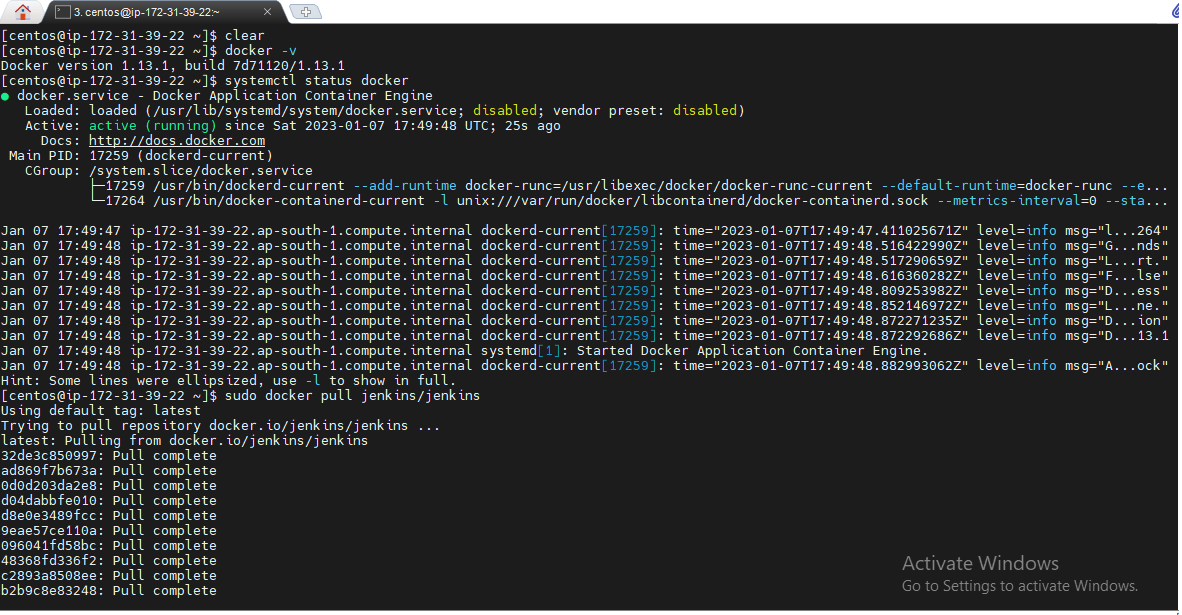 3. centos@ip-172-31-39-22:~
[centos@ip-172-31-39-22 ~]$ clear
[centos@ip-172-31-39-22 ~]$ docker -v
Docker version 1.13.1, build 7d71120/1.13.1
[centos@ip-172-31-39-22 ~]$ systemctl status docker
● docker.service - Docker Application Container Engine
   Loaded: loaded (/usr/lib/systemd/system/docker.service; disabled; vendor preset: disabled)
   Active: active (running) since Sat 2023-01-07 17:49:48 UTC; 25s ago
     Docs: http://docs.docker.com
 Main PID: 17259 (dockerd-current)
   CGroup: /system.slice/docker.service
           ├─17259 /usr/bin/dockerd-current --add-runtime docker-runc=/usr/libexec/docker/docker-runc-current --default-runtime=docker-runc --e...
           └─17264 /usr/bin/docker-containerd-current -l unix:///var/run/docker/libcontainerd/docker-containerd.sock --metrics-interval=0 --sta...
Jan 07 17:49:47 ip-172-31-39-22.ap-south-1.compute.internal dockerd-current[17259]: time="2023-01-07T17:49:47.411025671Z" level=info msg="l...264"
Jan 07 17:49:48 ip-172-31-39-22.ap-south-1.compute.internal dockerd-current[17259]: time="2023-01-07T17:49:48.516422990Z" level=info msg="G...nds"
Jan 07 17:49:48 ip-172-31-39-22.ap-south-1.compute.internal dockerd-current[17259]: time="2023-01-07T17:49:48.517290659Z" level=info msg="L...rt."
Jan 07 17:49:48 ip-172-31-39-22.ap-south-1.compute.internal dockerd-current[17259]: time="2023-01-07T17:49:48.616360282Z" level=info msg="F...lse"
Jan 07 17:49:48 ip-172-31-39-22.ap-south-1.compute.internal dockerd-current[17259]: time="2023-01-07T17:49:48.809253982Z" level=info msg="D...ess"
Jan 07 17:49:48 ip-172-31-39-22.ap-south-1.compute.internal dockerd-current[17259]: time="2023-01-07T17:49:48.852146972Z" level=info msg="L...ne."
Jan 07 17:49:48 ip-172-31-39-22.ap-south-1.compute.internal dockerd-current[17259]: time="2023-01-07T17:49:48.872271235Z" level=info msg="D...ion"
Jan 07 17:49:48 ip-172-31-39-22.ap-south-1.compute.internal dockerd-current[17259]: time="2023-01-07T17:49:48.872292686Z" level=info msg="D...13.1
Jan 07 17:49:48 ip-172-31-39-22.ap-south-1.compute.internal systemd[1]: Started Docker Application Container Engine.
Jan 07 17:49:48 ip-172-31-39-22.ap-south-1.compute.internal dockerd-current[17259]: time="2023-01-07T17:49:48.882993062Z" level=info msg="A...ock"
Hint: Some lines were ellipsized, use -l to show in full.
[centos@ip-172-31-39-22 ~]$ sudo docker pull jenkins/jenkins
Using default tag: latest
Trying to pull repository docker.io/jenkins/jenkins ...
latest: Pulling from docker.io/jenkins/jenkins
32de3c850997: Pull complete
ad869f7b673a: Pull complete
0d0d203da2e8: Pull complete
d04dabbfe010: Pull complete
d8e0e3489fcc: Pull complete
9eae57ce110a: Pull complete
096041fd58bc: Pull complete
48368fd336f2: Pull complete
c2893a8508ee: Pull complete
b2b9c8e83248: Pull complete
Activate Windows
Go to Settings to activate Windows.